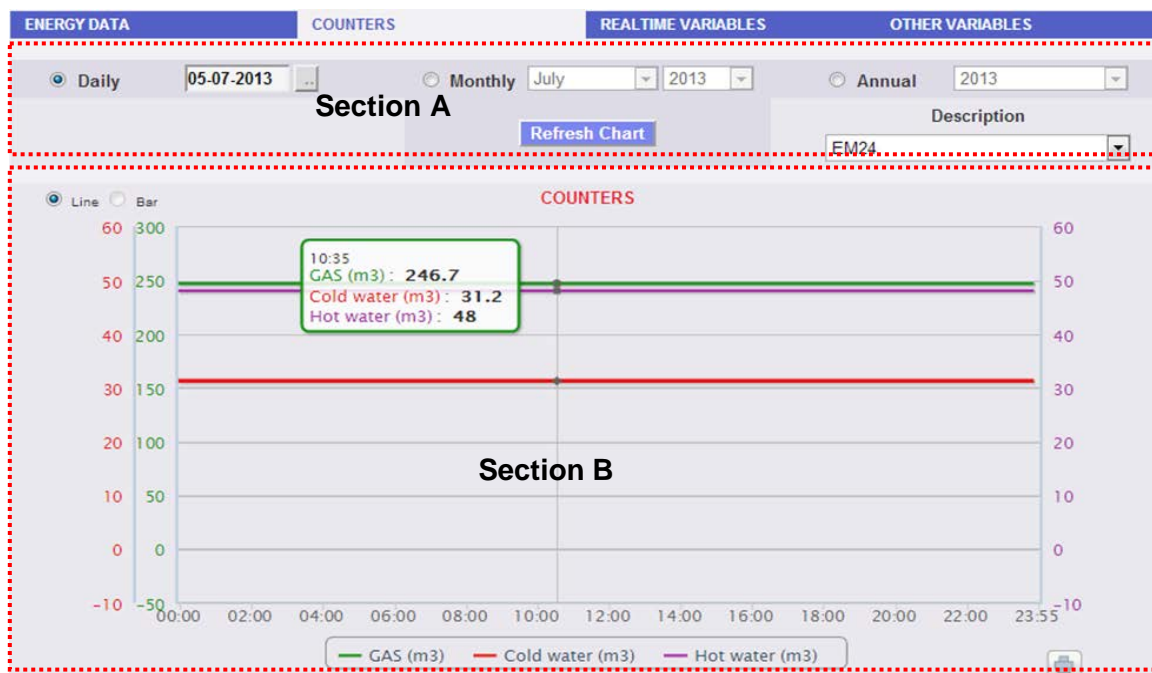 ENERGY DATA COUNTERS REALTIME VARIABLES OTHER VARIABLES
Daily 05-07-2013 .. Monthly July 2013 Annual 2013
Section A
Description
Refresh Chart
EM24
Line Bar COUNTERS
60 300 60
10:35
GAS (m3) : 246.7
50 250 50
Cold water (m3) : 31.2
Hot water (m3) : 48
40 200 40
30 150 30
20 100 20
Section B
10 50 10
0 0 0
-10 -50 -10
00:00 02:00 04:00 06:00 08:00 10:00 12:00 14:00 16:00 18:00 20:00 22:00 23:55
GAS (m3) Cold water (m3) Hot water (m3)